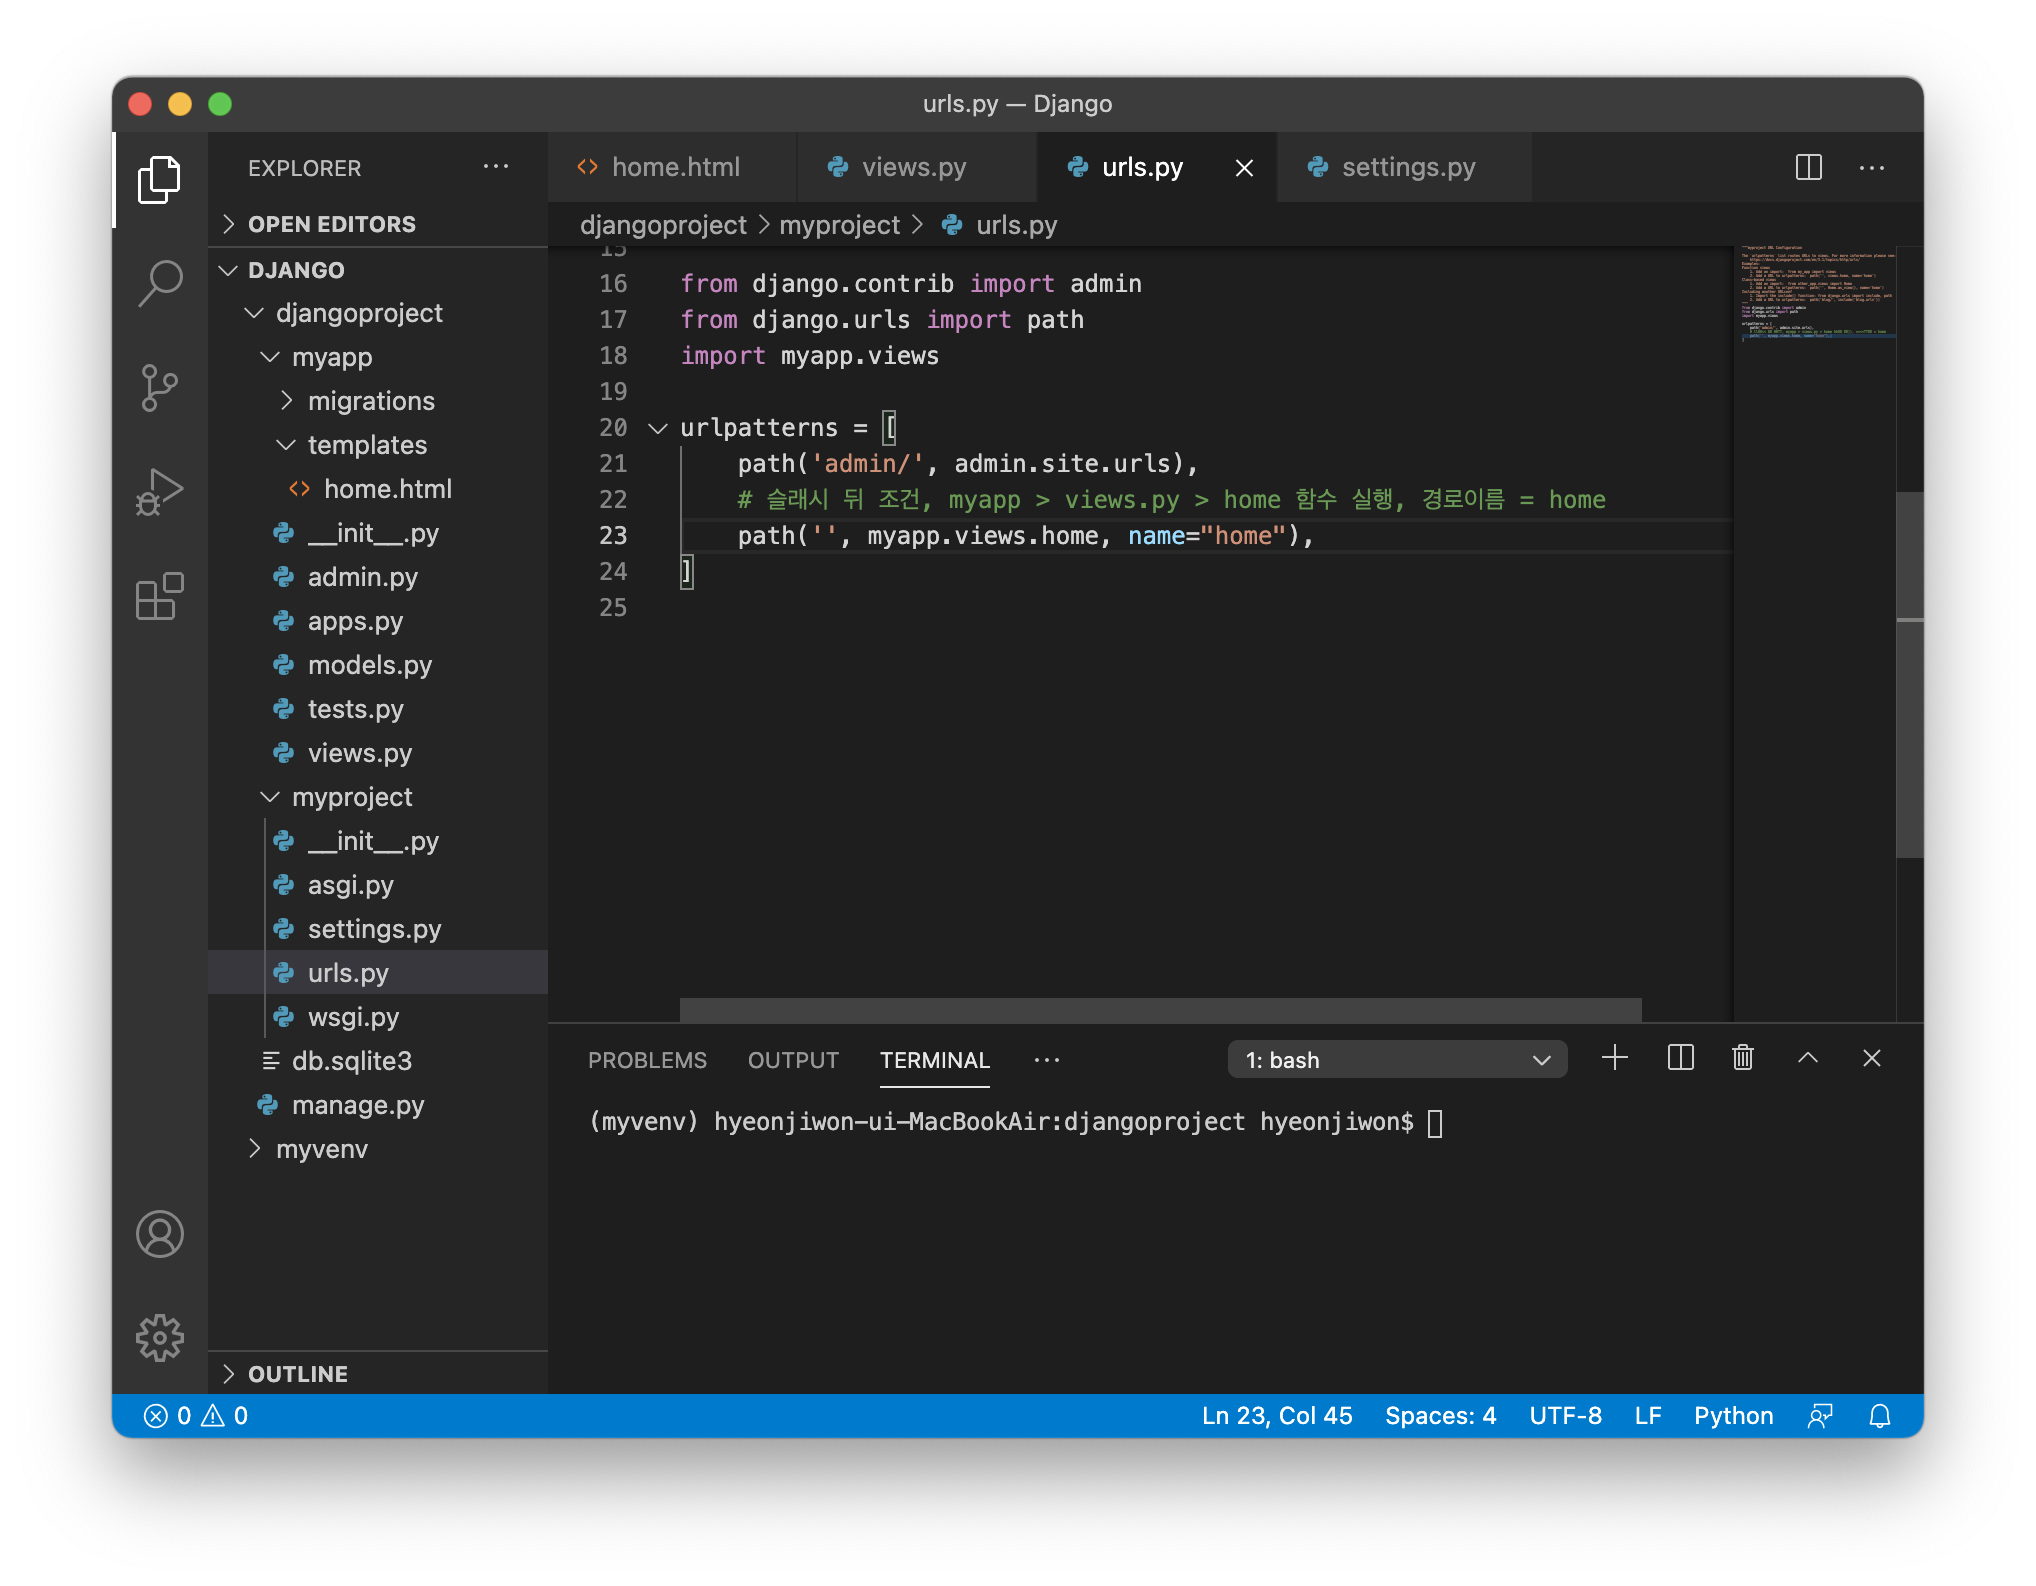 urls.py — Django
EXPLORER
OPEN EDITORS
DJANGO
djangoproject
myapp
migrations
templates
home.html
__init__.py
admin.py
apps.py
models.py
tests.py
views.py
myproject
__init__.py
asgi.py
settings.py
urls.py
wsgi.py
db.sqlite3
manage.py
myvenv
OUTLINE
home.html views.py urls.py settings.py
djangoproject > myproject > urls.py
15
16 from django.contrib import admin
17 from django.urls import path
18 import myapp.views
19
20 urlpatterns = [
21 path('admin/', admin.site.urls),
22 # 슬래시 뒤 조건, myapp > views.py > home 함수 실행, 경로이름 = home
23 path('', myapp.views.home, name="home"),
24 ]
25
PROBLEMS OUTPUT TERMINAL ··· 1: bash
(myvenv) hyeonjiwon-ui-MacBookAir:djangoproject hyeonjiwon$
0 0 Ln 23, Col 45 Spaces: 4 UTF-8 LF Python